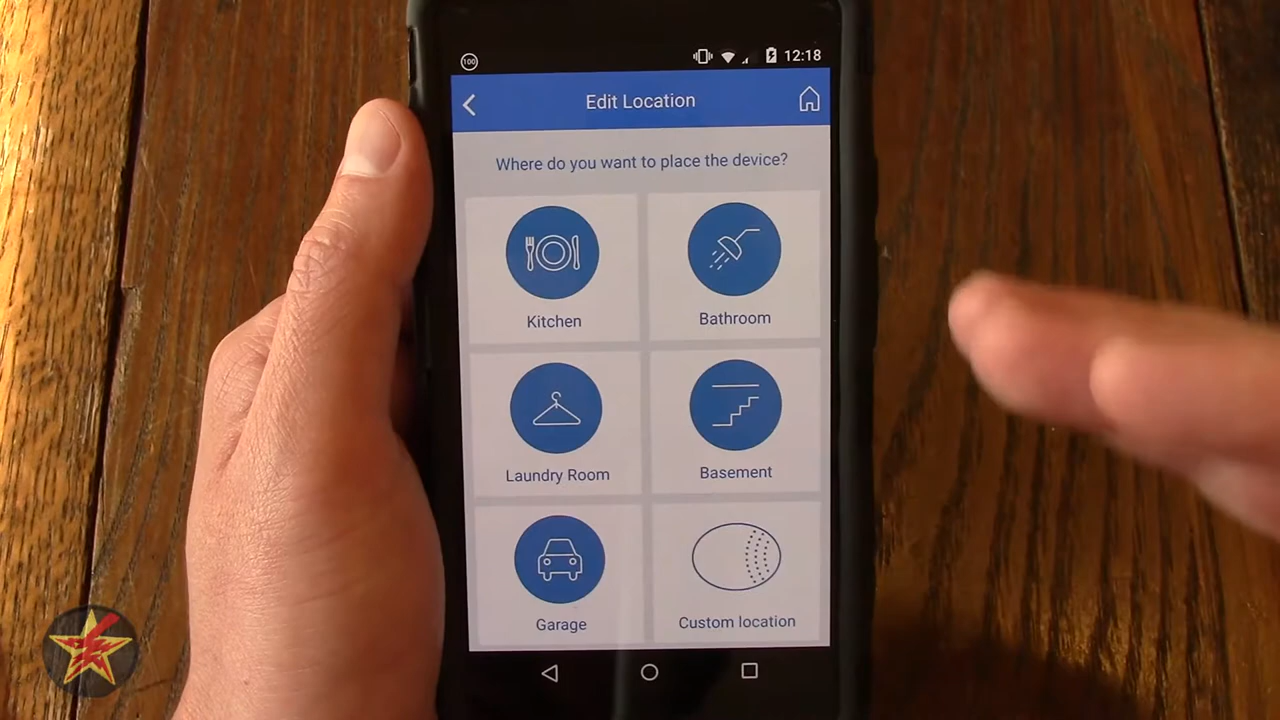 100
12:18
Edit Location
Where do you want to place the device?
Kitchen
Bathroom
Laundry Room
Basement
Garage
Custom location